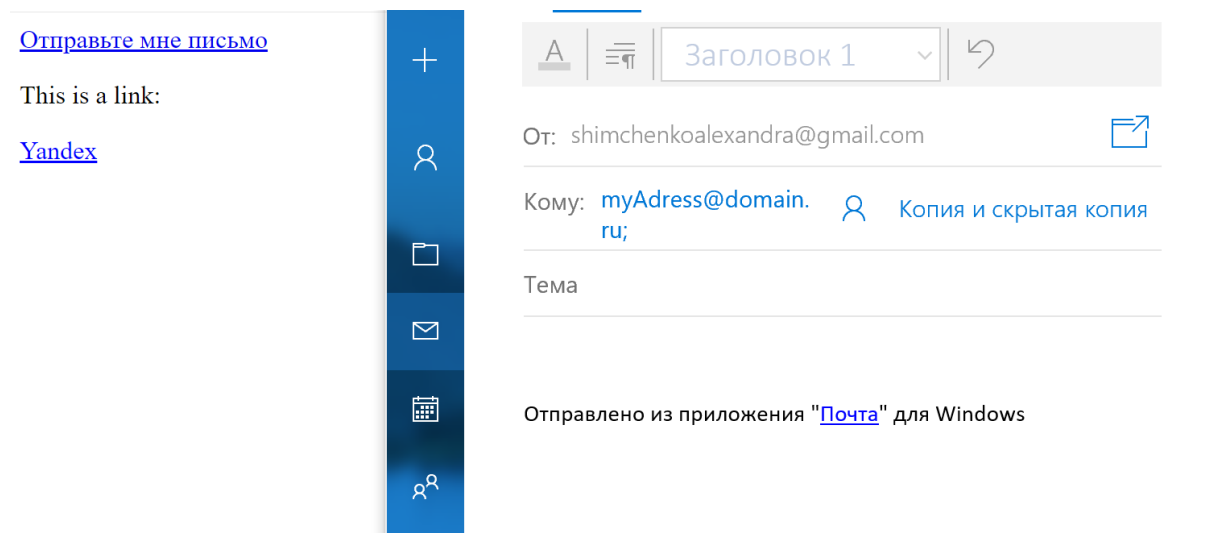 Отправьте мне письмо
This is a link:
Yandex
Заголовок 1
От: shimchenkoalexandra@gmail.com
Кому: myAdress@domain.
ru;
Копия и скрытая копия
Тема
Отправлено из приложения "Почта" для Windows